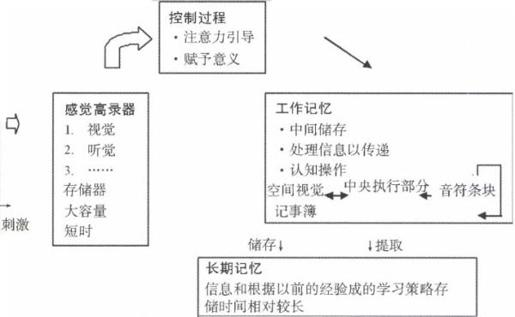 控制过程
・注意力引导
・赋予意义
感觉高录器
1. 视觉
2. 听觉
3. ……
存储器
大容量
短时
刺激
工作记忆
・中间储存
・处理信息以传递
・认知操作
空间视觉 中央执行部分 音符条块
记事簿
储存↓ ↓提取
长期记忆
信息和根据以前的经验成的学习策略存
储时间相对较长